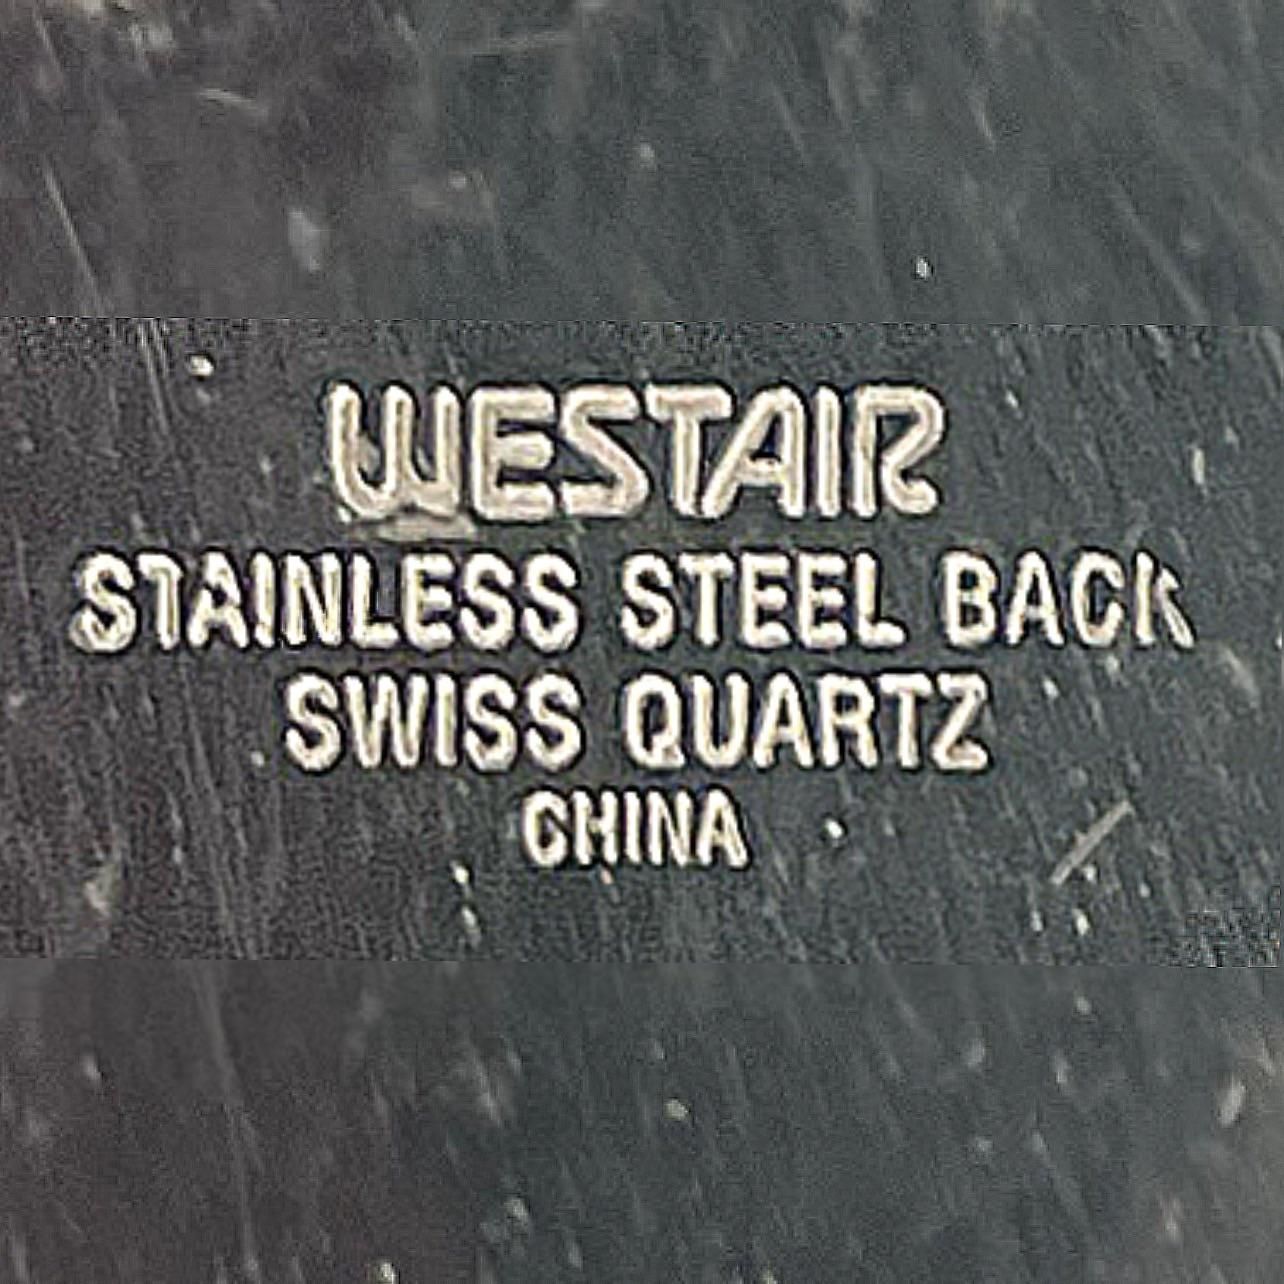 WESTAIR
STAINLESS STEEL BACK
SWISS QUARTZ
CHINA